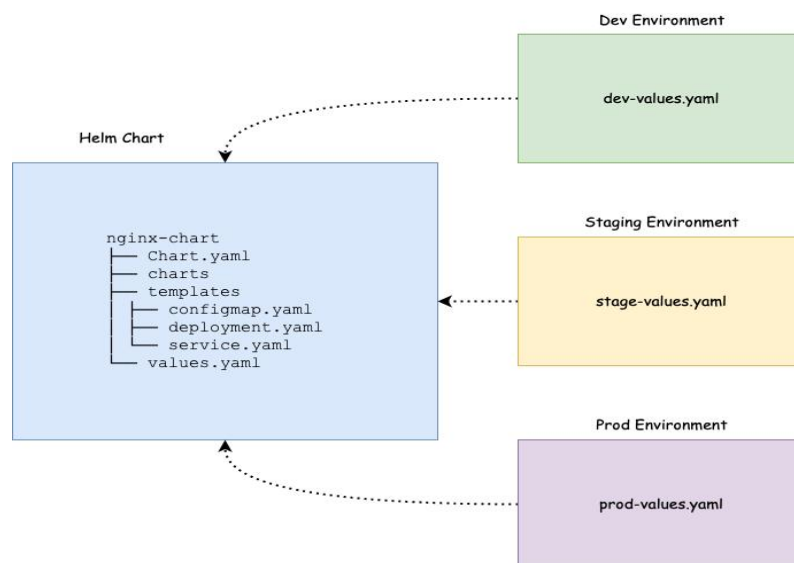 Dev Environment
dev-values.yaml
Helm Chart
nginx-chart
├── Chart.yaml
├── charts
├── templates
│ ├── configmap.yaml
│ ├── deployment.yaml
│ └── service.yaml
└── values.yaml
Staging Environment
stage-values.yaml
Prod Environment
prod-values.yaml